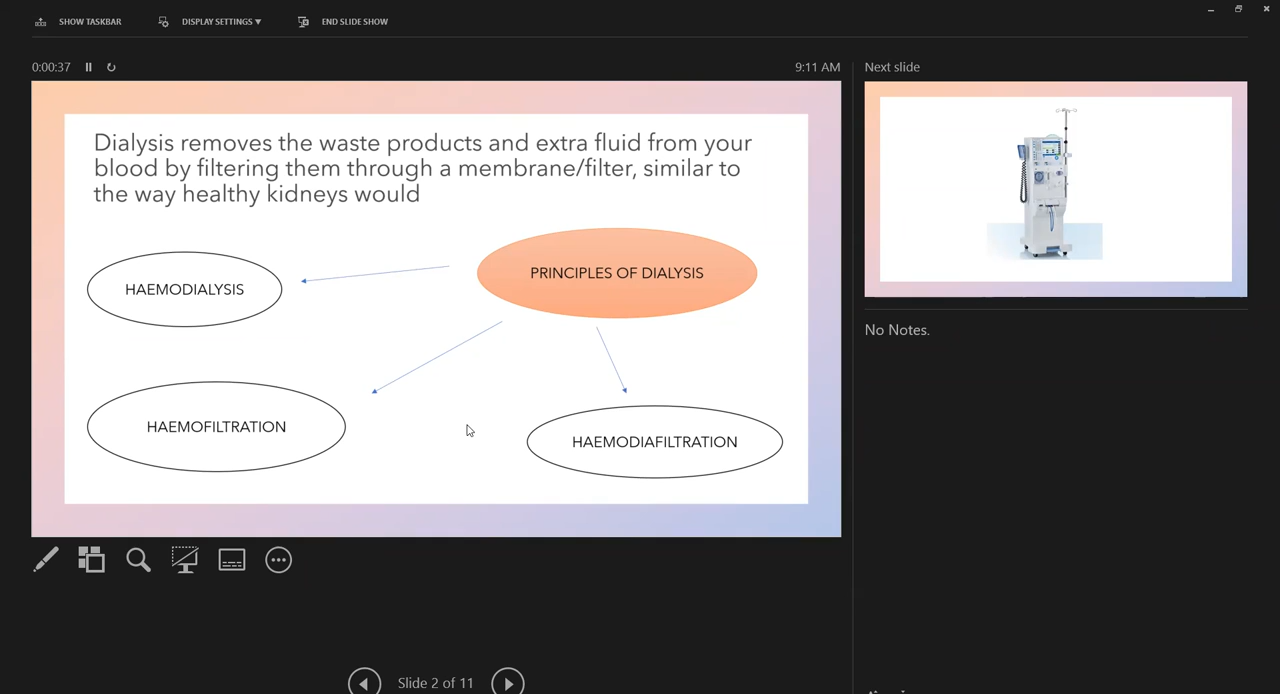 SHOW TASKBAR
DISPLAY SETTINGS ▼
END SLIDE SHOW
0:00:37
9:11 AM
Next slide
Dialysis removes the waste products and extra fluid from your
blood by filtering them through a membrane/filter, similar to
the way healthy kidneys would
PRINCIPLES OF DIALYSIS
HAEMODIALYSIS
HAEMOFILTRATION
HAEMODIAFILTRATION
No Notes.
Slide 2 of 11